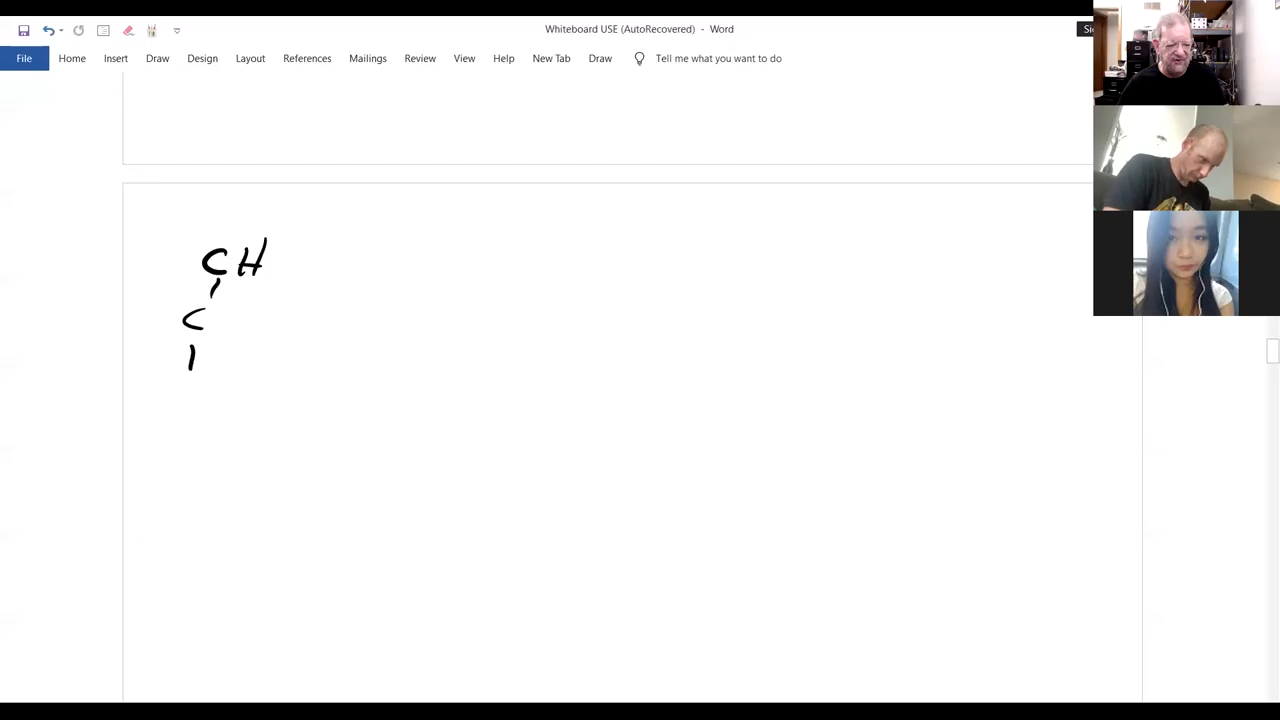 Whiteboard USE (AutoRecovered) - Word
File Home Insert Draw Design Layout References Mailings Review View Help New Tab Draw Tell me what you want to do
CH
C